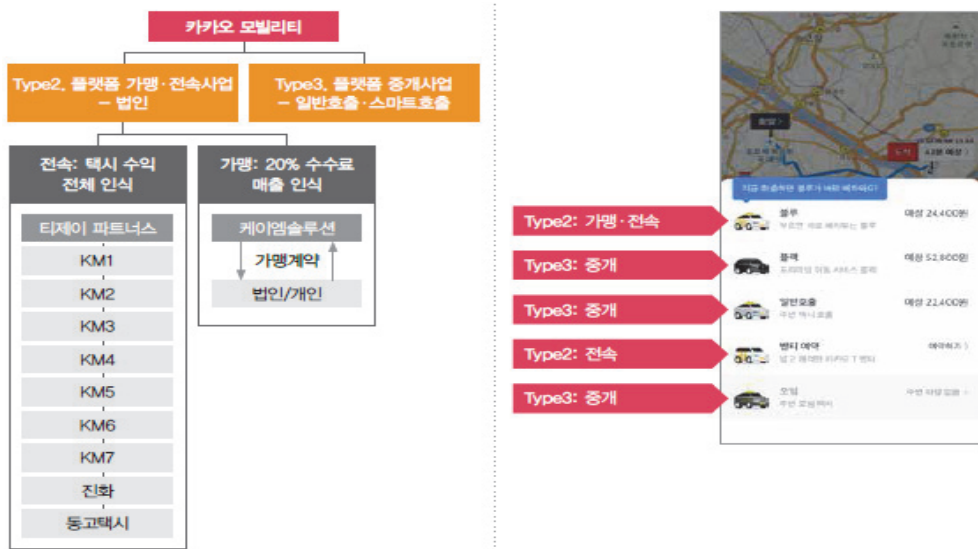 카카오 모빌리티
Type2. 플랫폼 가맹·전속사업
– 법인
Type3. 플랫폼 중개사업
– 일반호출·스마트호출
전속: 택시 수익
전체 인식
티제이 파트너스
KM1
KM2
KM3
KM4
KM5
KM6
KM7
진화
동고택시
가맹: 20% 수수료
매출 인식
케이엠솔루션
가맹계약
법인/개인
Type2: 가맹·전속
Type3: 중개
Type3: 중개
Type2: 전속
Type3: 중개
블루
예상 24,400원
블랙
예상 52,800원
일반호출
예상 22,400원
벤티 예약
예약하기 >
모범